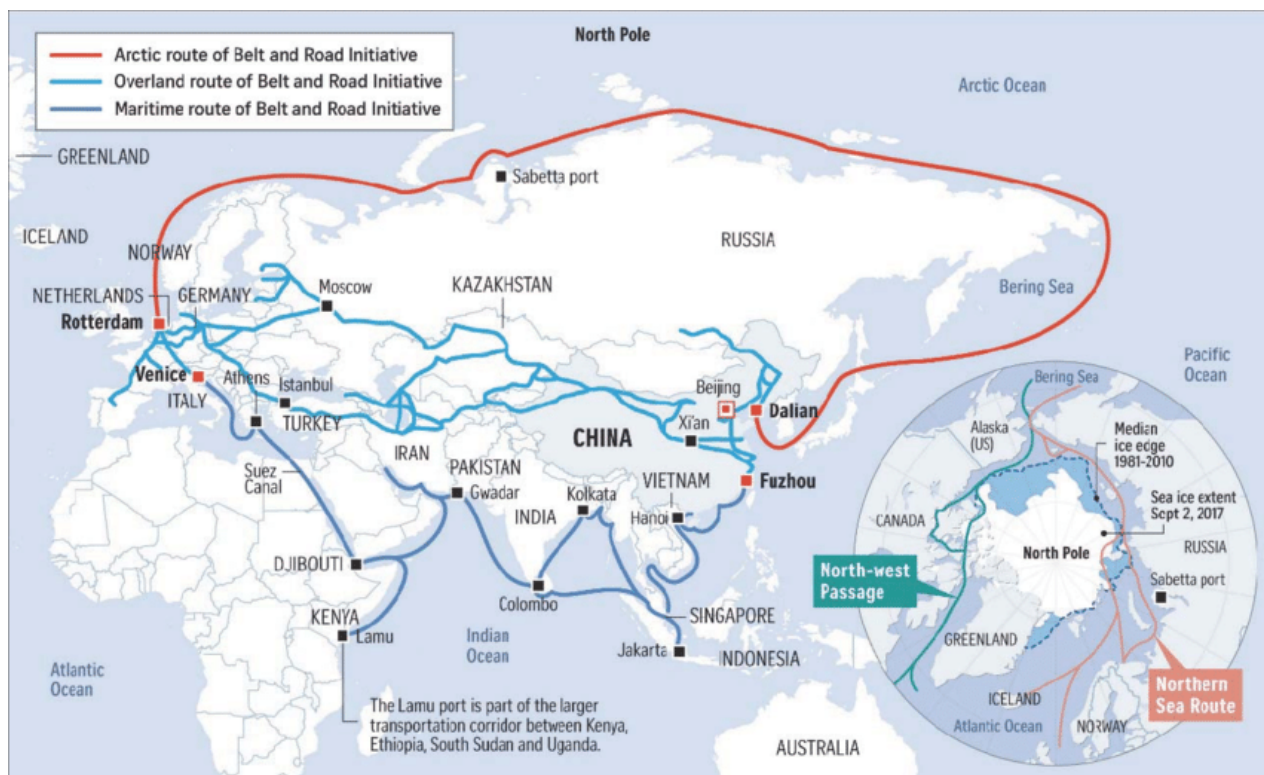 North Pole
Arctic route of Belt and Road Initiative
Overland route of Belt and Road Initiative
Maritime route of Belt and Road Initiative
Arctic Ocean
GREENLAND
Sabetta port
ICELAND
NORWAY
RUSSIA
NETHERLANDS
GERMANY
Moscow
KAZAKHSTAN
Bering Sea
Rotterdam
Venice
Athens
Istanbul
ITALY
TURKEY
Beijing
Dalian
Xi'an
CHINA
IRAN
PAKISTAN
Gwadar
Suez
Canal
INDIA
Kolkata
VIETNAM
Hanoi
Fuzhou
DJIBOUTI
KENYA
Lamu
Colombo
SINGAPORE
Jakarta
INDONESIA
Indian
Ocean
Atlantic
Ocean
The Lamu port is part of the larger
transportation corridor between Kenya,
Ethiopia, South Sudan and Uganda.
AUSTRALIA
Pacific
Ocean
Bering Sea
Alaska
(US)
Median
ice edge
1981-2010
Sea ice extent
Sept 2, 2017
CANADA
North Pole
RUSSIA
North-west
Passage
Sabetta port
GREENLAND
ICELAND
Atlantic Ocean
NORWAY
Northern
Sea Route